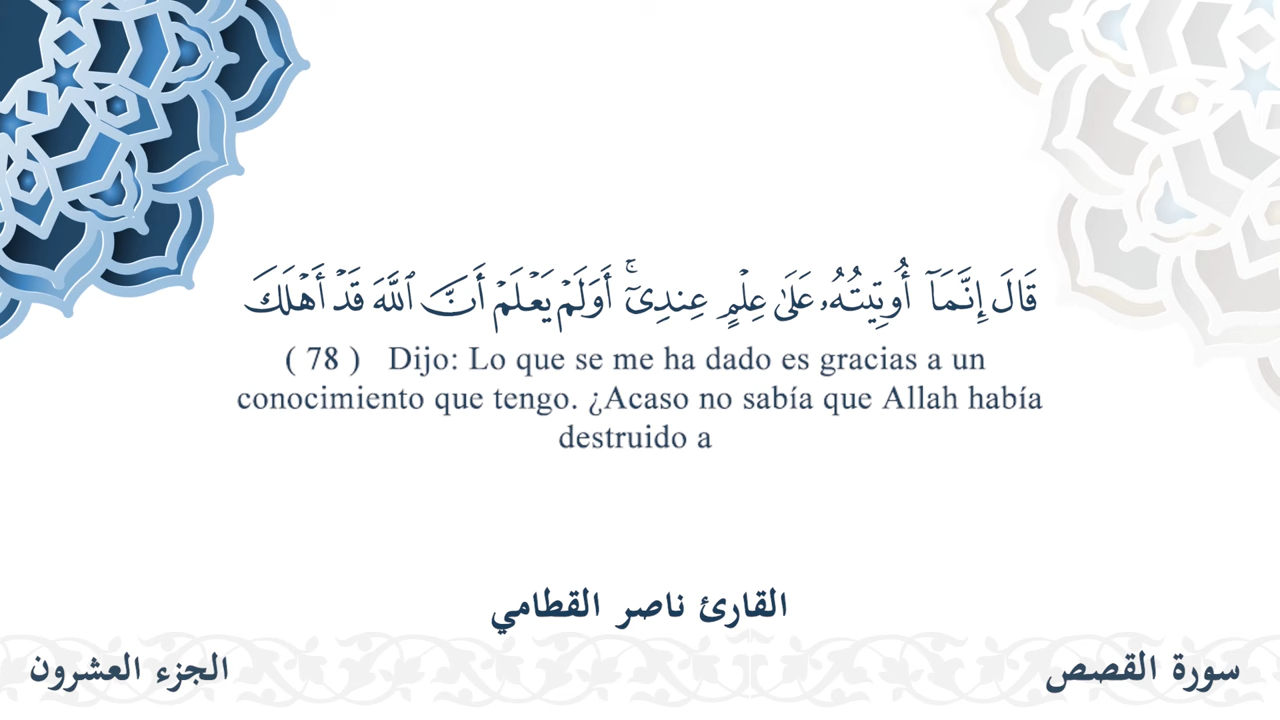 قَالَ إِنَّمَآ أُوتِيتُهُۥ عَلَىٰ عِلْمٍ عِندِىٓ ۚ أَوَلَمْ يَعْلَمْ أَنَّ ٱللَّهَ قَدْ أَهْلَكَ
( 78 ) Dijo: Lo que se me ha dado es gracias a un
conocimiento que tengo. ¿Acaso no sabía que Allah había
destruido a
القارئ ناصر القطامي
سورة القصص
الجزء العشرون